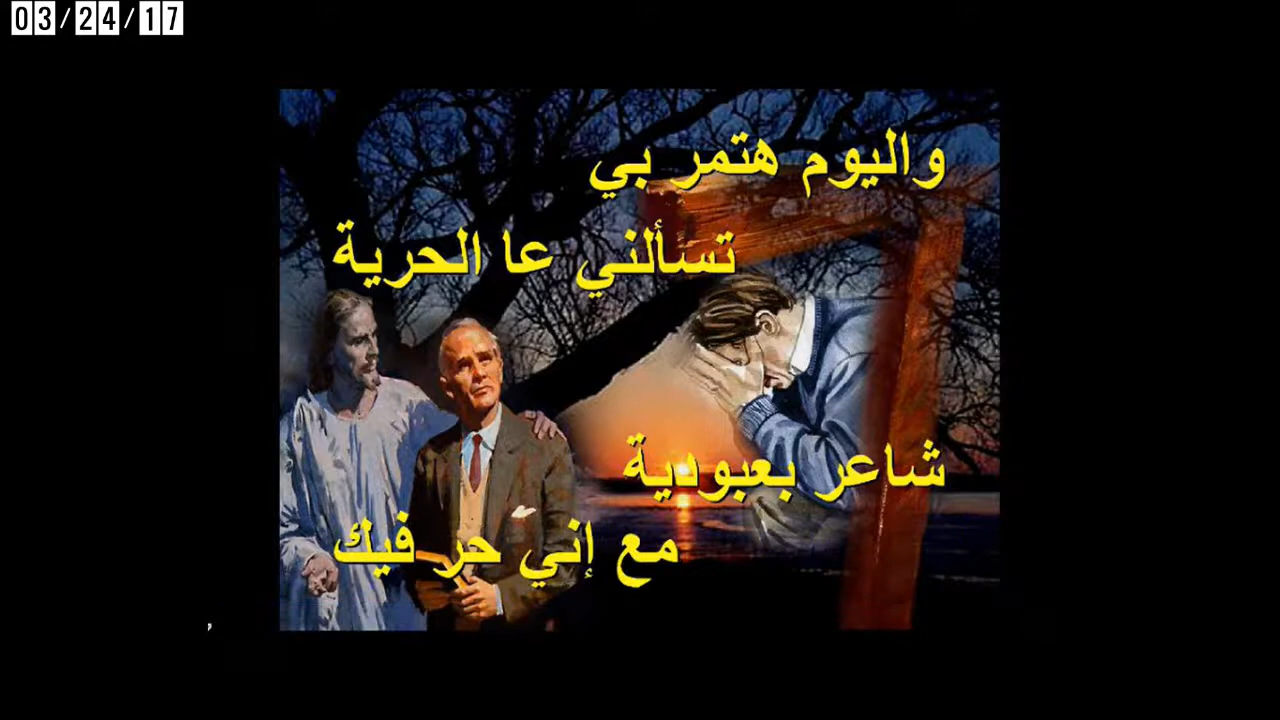 03/24/17
واليوم هتمر بي
تسألني عا الحرية
شاعر بعبودية
مع إني حر فيك